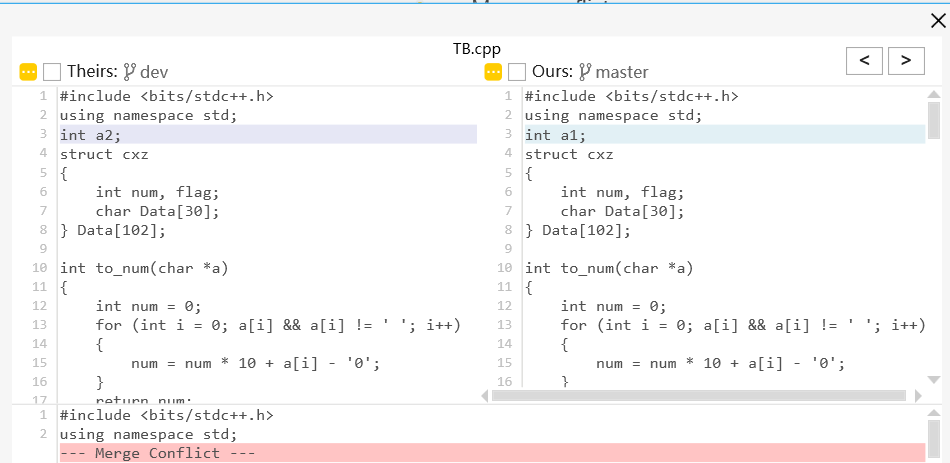 TB.cpp
< >
Theirs: dev
1 #include <bits/stdc++.h>
2 using namespace std;
3 int a2;
4 struct cxz
5 {
6     int num, flag;
7     char Data[30];
8 } Data[102];
9
10 int to_num(char *a)
11 {
12     int num = 0;
13     for (int i = 0; a[i] && a[i] != ' '; i++)
14     {
15         num = num * 10 + a[i] - '0';
16     }
17     return num;
Ours: master
1 #include <bits/stdc++.h>
2 using namespace std;
3 int a1;
4 struct cxz
5 {
6     int num, flag;
7     char Data[30];
8 } Data[102];
9
10 int to_num(char *a)
11 {
12     int num = 0;
13     for (int i = 0; a[i] && a[i] != ' '; i++)
14     {
15         num = num * 10 + a[i] - '0';
16     }
1 #include <bits/stdc++.h>
2 using namespace std;
--- Merge Conflict ---